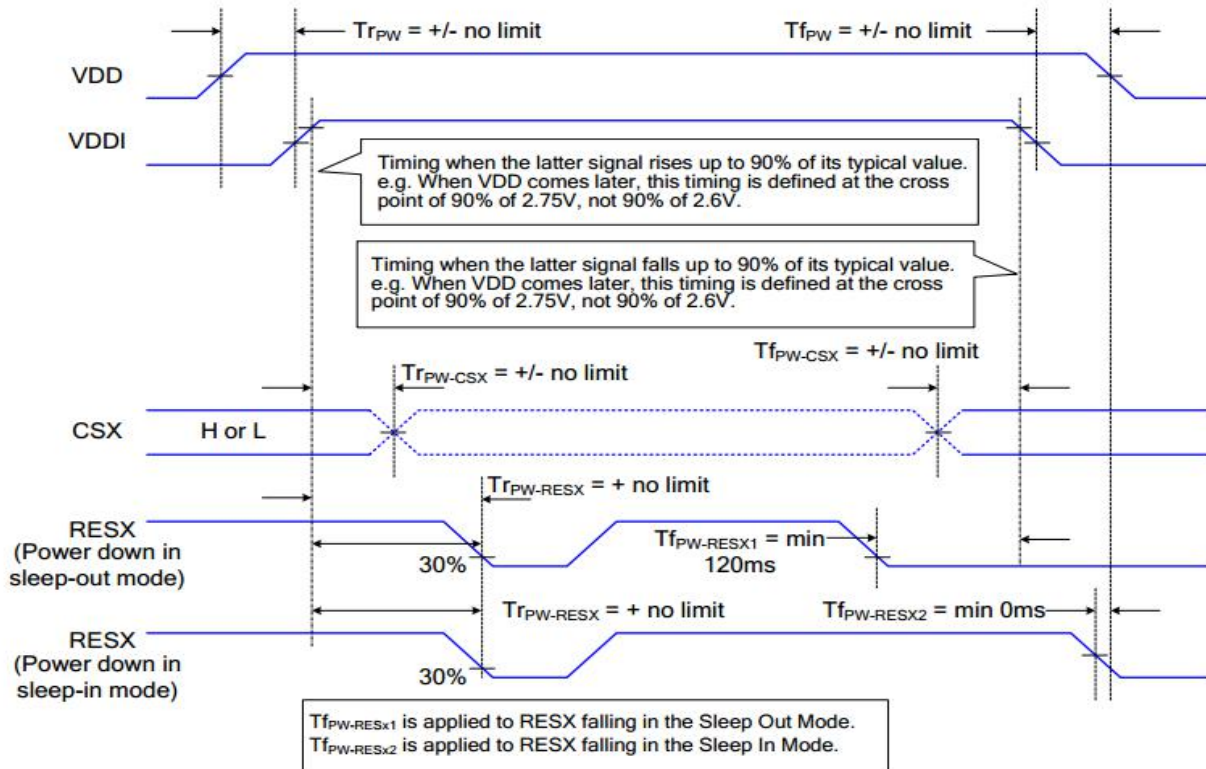 TrPW = +/- no limit
TfPW = +/- no limit
VDD
VDDI
Timing when the latter signal rises up to 90% of its typical value.
e.g. When VDD comes later, this timing is defined at the cross
point of 90% of 2.75V, not 90% of 2.6V.
Timing when the latter signal falls up to 90% of its typical value.
e.g. When VDD comes later, this timing is defined at the cross
point of 90% of 2.75V, not 90% of 2.6V.
TfPW-CSX = +/- no limit
TrPW-CSX = +/- no limit
CSX
H or L
TrPW-RESX = + no limit
RESX
(Power down in
sleep-out mode)
30%
TfPW-RESX1 = min
120ms
TrPW-RESX = + no limit
TfPW-RESX2 = min 0ms
RESX
(Power down in
sleep-in mode)
30%
TfPW-RESx1 is applied to RESX falling in the Sleep Out Mode.
TfPW-RESx2 is applied to RESX falling in the Sleep In Mode.